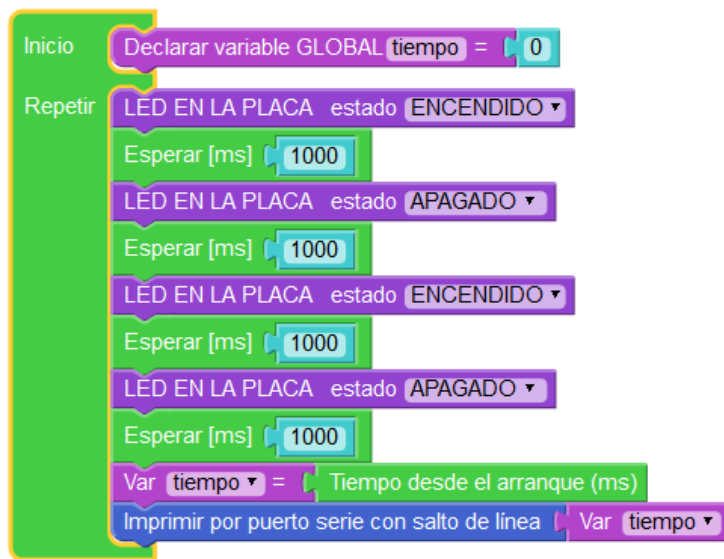 Inicio Declarar variable GLOBAL tiempo = 0
Repetir LED EN LA PLACA estado ENCENDIDO
Esperar [ms] 1000
LED EN LA PLACA estado APAGADO
Esperar [ms] 1000
LED EN LA PLACA estado ENCENDIDO
Esperar [ms] 1000
LED EN LA PLACA estado APAGADO
Esperar [ms] 1000
Var tiempo = Tiempo desde el arranque (ms)
Imprimir por puerto serie con salto de línea Var tiempo